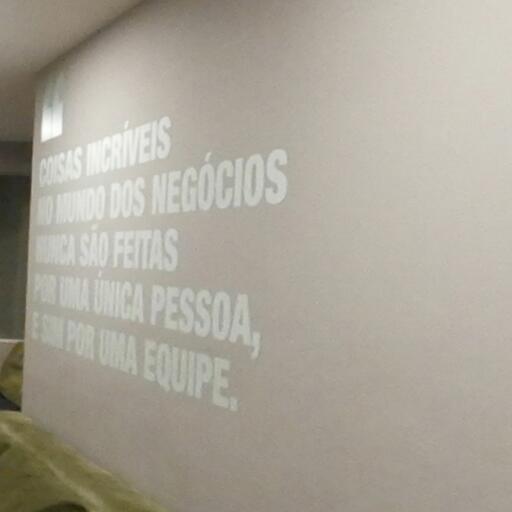 COISAS INCRÍVEIS
NO MUNDO DOS NEGÓCIOS
NUNCA SÃO FEITAS
POR UMA ÚNICA PESSOA,
E SIM POR UMA EQUIPE.